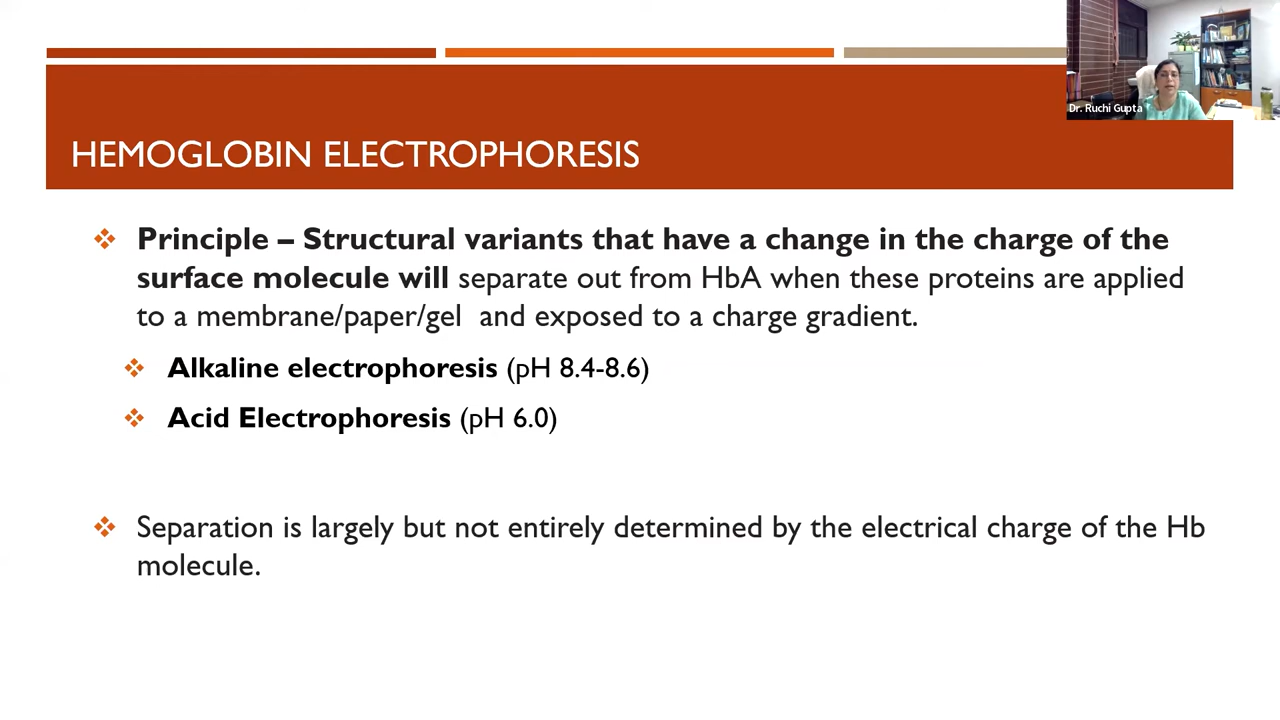 Dr. Ruchi Gupta
HEMOGLOBIN ELECTROPHORESIS
Principle – Structural variants that have a change in the charge of the
surface molecule will separate out from HbA when these proteins are applied
to a membrane/paper/gel and exposed to a charge gradient.
Alkaline electrophoresis (pH 8.4-8.6)
Acid Electrophoresis (pH 6.0)
Separation is largely but not entirely determined by the electrical charge of the Hb
molecule.